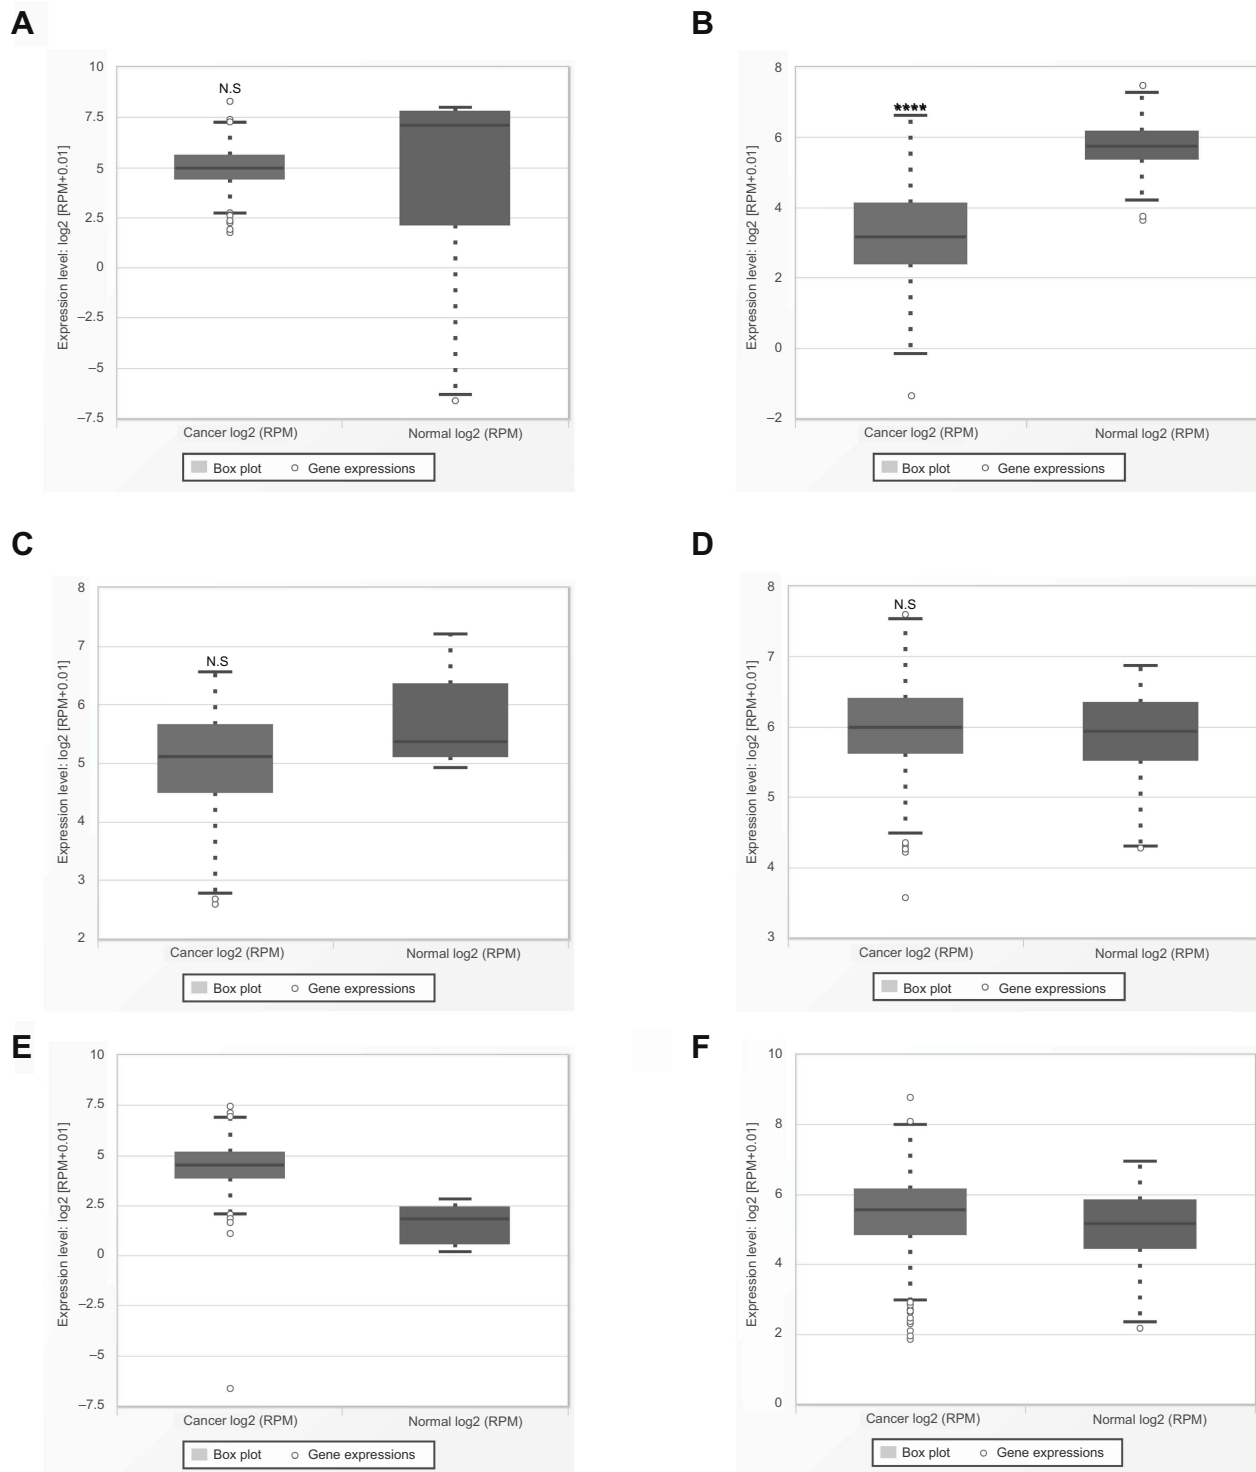 A
Expression level: log2 [RPM+0.01]
10
7.5
5
2.5
0
–2.5
–5
–7.5
N.S
Cancer log2 (RPM) Normal log2 (RPM)
Box plot Gene expressions
B
Expression level: log2 [RPM+0.01]
8
6
4
2
0
–2
****
Cancer log2 (RPM) Normal log2 (RPM)
Box plot Gene expressions
C
Expression level: log2 [RPM+0.01]
8
7
6
5
4
3
2
N.S
Cancer log2 (RPM) Normal log2 (RPM)
Box plot Gene expressions
D
Expression level: log2 [RPM+0.01]
8
7
6
5
4
3
N.S
Cancer log2 (RPM) Normal log2 (RPM)
Box plot Gene expressions
E
Expression level: log2 [RPM+0.01]
10
7.5
5
2.5
0
–2.5
–5
–7.5
Cancer log2 (RPM) Normal log2 (RPM)
Box plot Gene expressions
F
Expression level: log2 [RPM+0.01]
10
8
6
4
2
0
Cancer log2 (RPM) Normal log2 (RPM)
Box plot Gene expressions